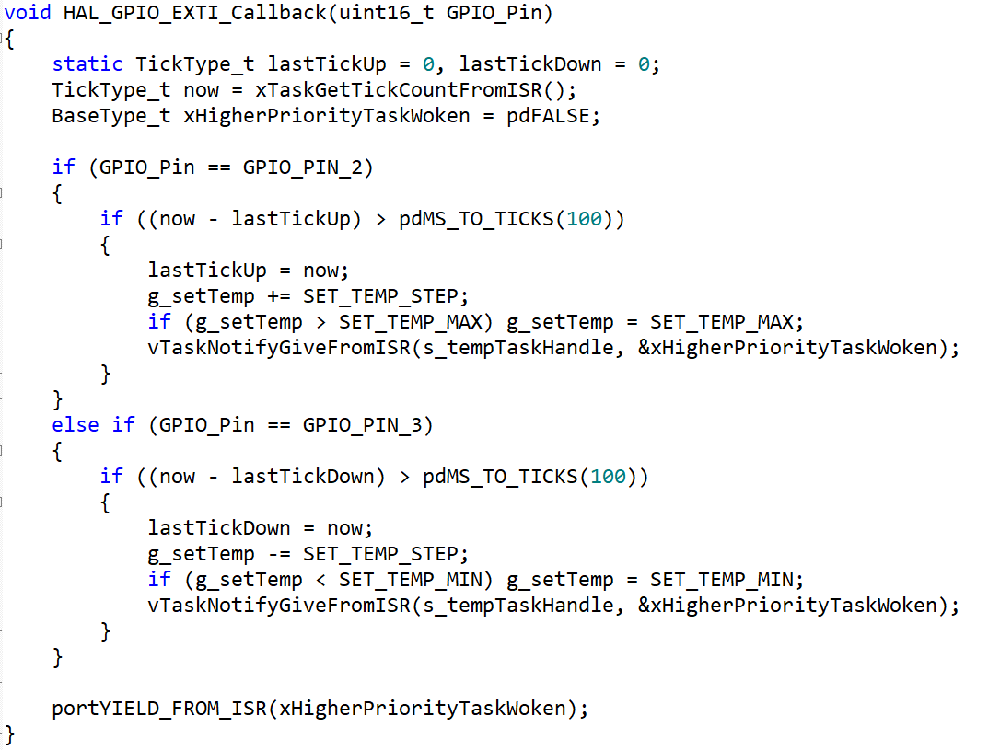 void HAL_GPIO_EXTI_Callback(uint16_t GPIO_Pin)
{
    static TickType_t lastTickUp = 0, lastTickDown = 0;
    TickType_t now = xTaskGetTickCountFromISR();
    BaseType_t xHigherPriorityTaskWoken = pdFALSE;

    if (GPIO_Pin == GPIO_PIN_2)
    {
        if ((now - lastTickUp) > pdMS_TO_TICKS(100))
        {
            lastTickUp = now;
            g_setTemp += SET_TEMP_STEP;
            if (g_setTemp > SET_TEMP_MAX) g_setTemp = SET_TEMP_MAX;
            vTaskNotifyGiveFromISR(s_tempTaskHandle, &xHigherPriorityTaskWoken);
        }
    }
    else if (GPIO_Pin == GPIO_PIN_3)
    {
        if ((now - lastTickDown) > pdMS_TO_TICKS(100))
        {
            lastTickDown = now;
            g_setTemp -= SET_TEMP_STEP;
            if (g_setTemp < SET_TEMP_MIN) g_setTemp = SET_TEMP_MIN;
            vTaskNotifyGiveFromISR(s_tempTaskHandle, &xHigherPriorityTaskWoken);
        }
    }

    portYIELD_FROM_ISR(xHigherPriorityTaskWoken);
}